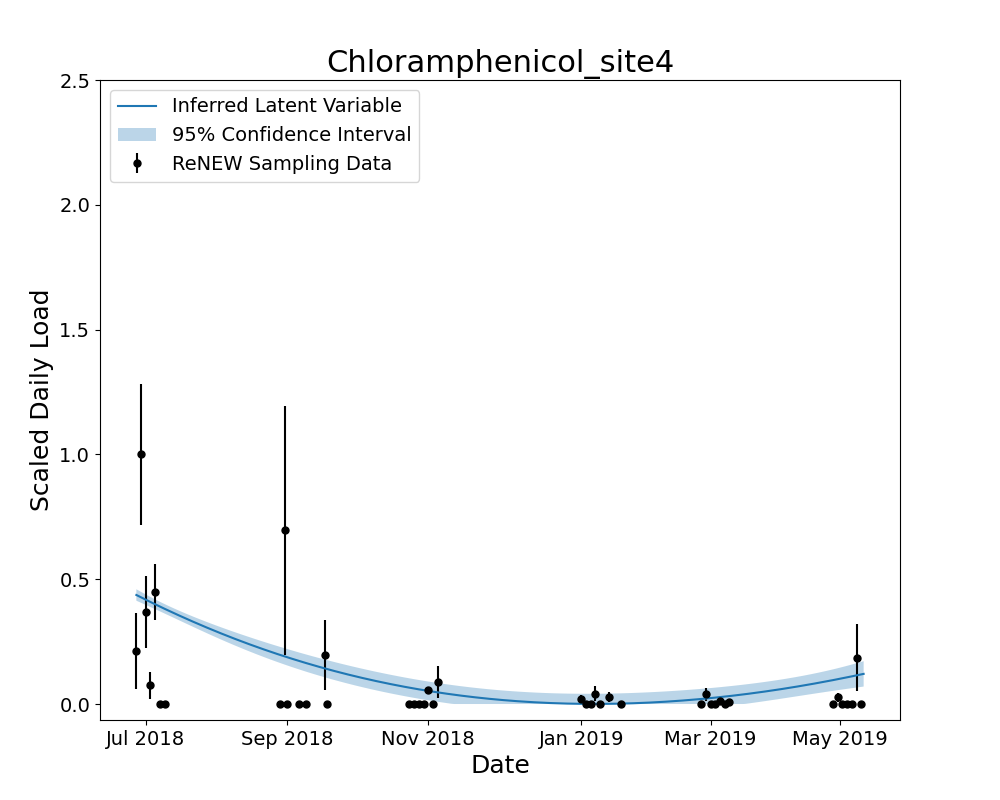 Chloramphenicol_site4
2.5
2.0
1.5
1.0
0.5
0.0
Scaled Daily Load
Inferred Latent Variable
95% Confidence Interval
ReNEW Sampling Data
Jul 2018
Sep 2018
Nov 2018
Jan 2019
Mar 2019
May 2019
Date